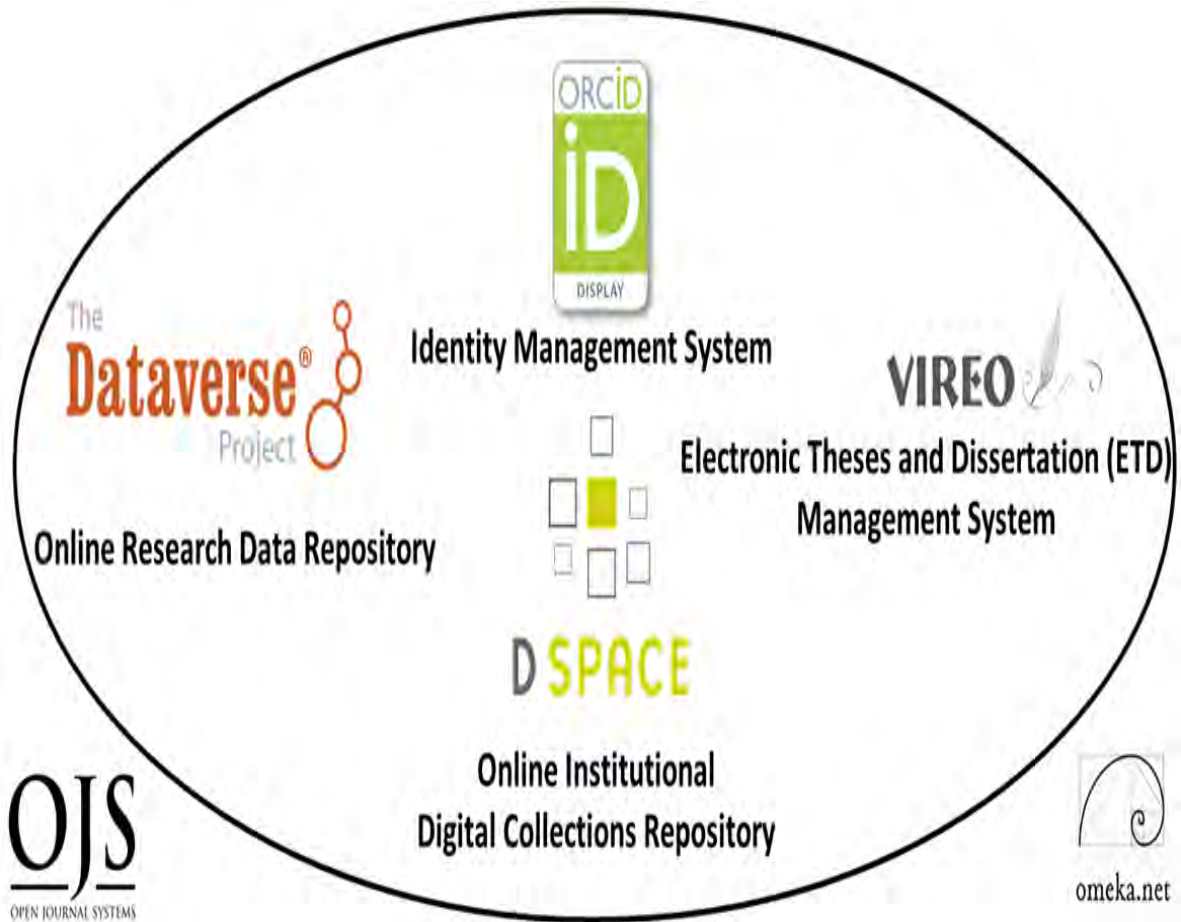 ORCiD
iD
DISPLAY
Identity Management System
The
Dataverse®
Project
Online Research Data Repository
VIREO
Electronic Theses and Dissertation (ETD)
Management System
D SPACE
Online Institutional
Digital Collections Repository
OJS
OPEN JOURNAL SYSTEMS
omeka.net